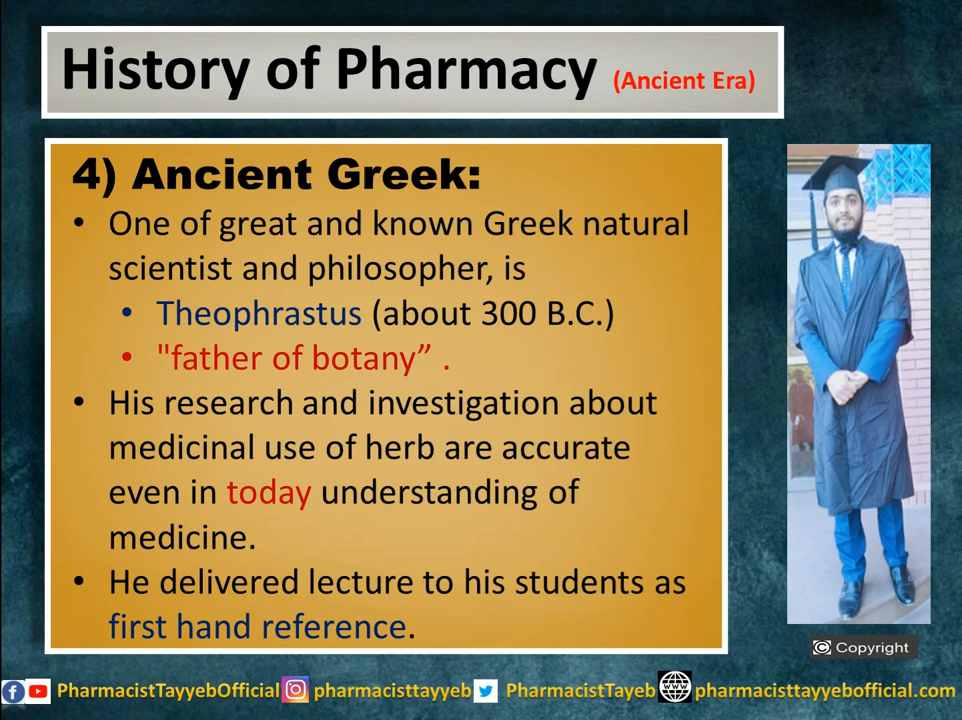 History of Pharmacy (Ancient Era)
4) Ancient Greek:
• One of great and known Greek natural
scientist and philosopher, is
• Theophrastus (about 300 B.C.)
• "father of botany” .
• His research and investigation about
medicinal use of herb are accurate
even in today understanding of
medicine.
• He delivered lecture to his students as
first hand reference.
© Copyright
PharmacistTayyebOfficial pharmacisttayyeb PharmacistTayeb WWW pharmacisttayyebofficial.com